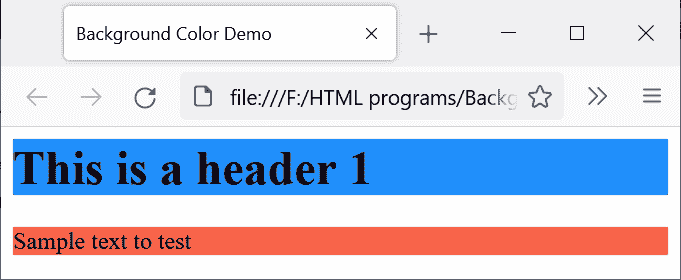 Background Color Demo
file:///F:/HTML programs/Backg
This is a header 1
Sample text to test